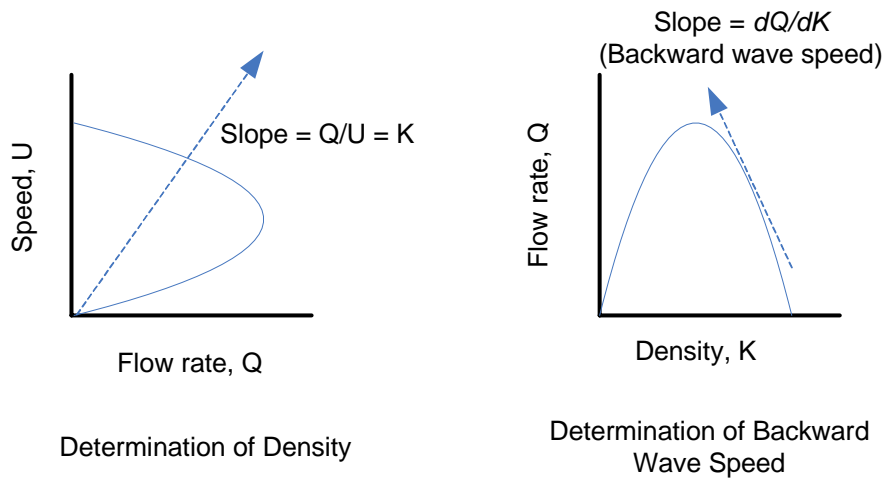 Speed, U
Slope = Q/U = K
Flow rate, Q
Determination of Density
Slope = dQ/dK
(Backward wave speed)
Flow rate, Q
Density, K
Determination of Backward
Wave Speed